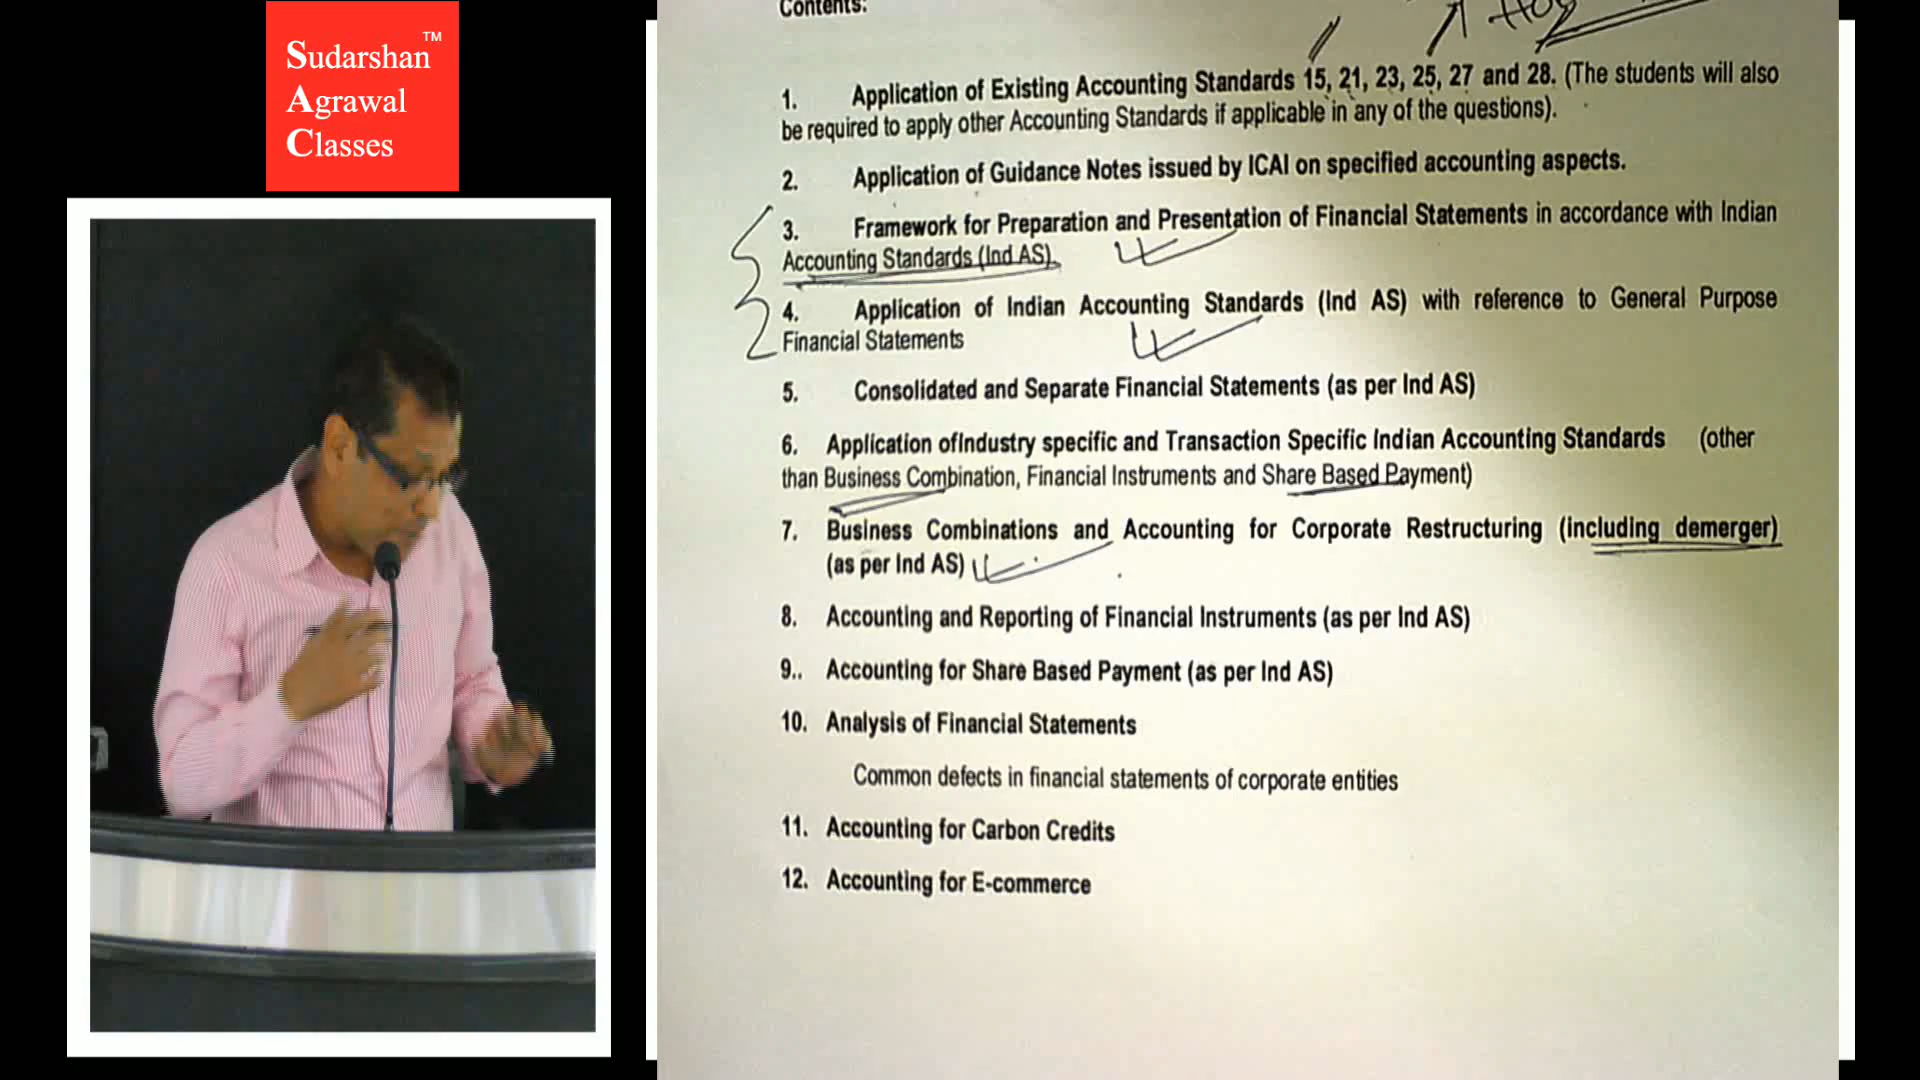 Sudarshan™
Agrawal
Classes
Contents:
1. Application of Existing Accounting Standards 15, 21, 23, 25, 27 and 28. (The students will also
be required to apply other Accounting Standards if applicable in any of the questions).
2. Application of Guidance Notes issued by ICAI on specified accounting aspects.
3. Framework for Preparation and Presentation of Financial Statements in accordance with Indian
Accounting Standards (Ind AS).
4. Application of Indian Accounting Standards (Ind AS) with reference to General Purpose
Financial Statements
5. Consolidated and Separate Financial Statements (as per Ind AS)
6. Application ofIndustry specific and Transaction Specific Indian Accounting Standards (other
than Business Combination, Financial Instruments and Share Based Payment)
7. Business Combinations and Accounting for Corporate Restructuring (including demerger)
(as per Ind AS)
8. Accounting and Reporting of Financial Instruments (as per Ind AS)
9.. Accounting for Share Based Payment (as per Ind AS)
10. Analysis of Financial Statements
Common defects in financial statements of corporate entities
11. Accounting for Carbon Credits
12. Accounting for E-commerce